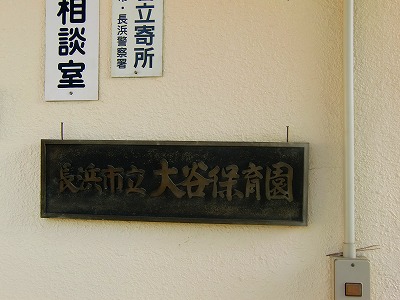 相談室
立寄所
市・長浜警察署
長浜市立 大谷保育園